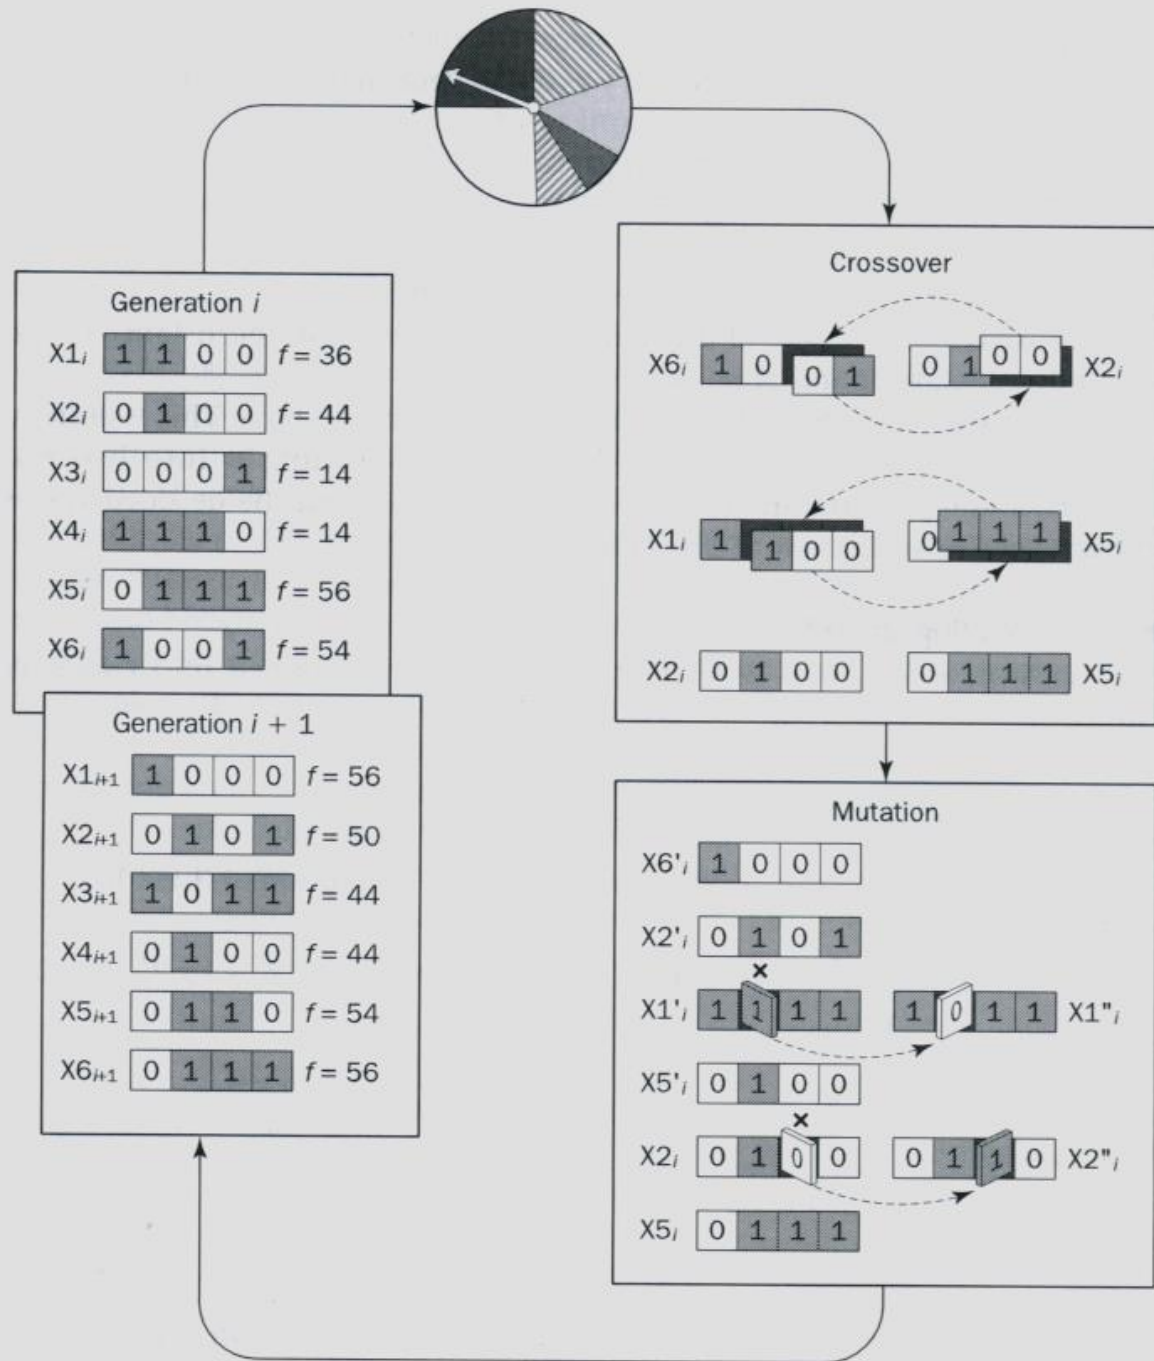 Generation i
X1i 1 1 0 0 f = 36
X2i 0 1 0 0 f = 44
X3i 0 0 0 1 f = 14
X4i 1 1 1 0 f = 14
X5i 0 1 1 1 f = 56
X6i 1 0 0 1 f = 54
Crossover
X6i 1 0 0 1 0 1 0 0 X2i
X1i 1 1 0 0 0 1 1 1 X5i
X2i 0 1 0 0 0 1 1 1 X5i
Mutation
X6'i 1 0 0 0
X2'i 0 1 0 1
×
X1'i 1 1 1 1 1 0 1 1 X1"i
X5'i 0 1 0 0
×
X2i 0 1 0 0 0 1 1 0 X2"i
X5i 0 1 1 1
Generation i + 1
X1i+1 1 0 0 0 f = 56
X2i+1 0 1 0 1 f = 50
X3i+1 1 0 1 1 f = 44
X4i+1 0 1 0 0 f = 44
X5i+1 0 1 1 0 f = 54
X6i+1 0 1 1 1 f = 56